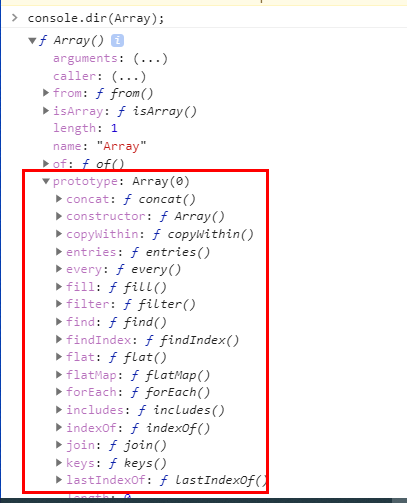 console.dir(Array);
ƒ Array() i
arguments: (...)
caller: (...)
from: ƒ from()
isArray: ƒ isArray()
length: 1
name: "Array"
of: ƒ of()
prototype: Array(0)
concat: ƒ concat()
constructor: ƒ Array()
copyWithin: ƒ copyWithin()
entries: ƒ entries()
every: ƒ every()
fill: ƒ fill()
filter: ƒ filter()
find: ƒ find()
findIndex: ƒ findIndex()
flat: ƒ flat()
flatMap: ƒ flatMap()
forEach: ƒ forEach()
includes: ƒ includes()
indexOf: ƒ indexOf()
join: ƒ join()
keys: ƒ keys()
lastIndexOf: ƒ lastIndexOf()
length: 0